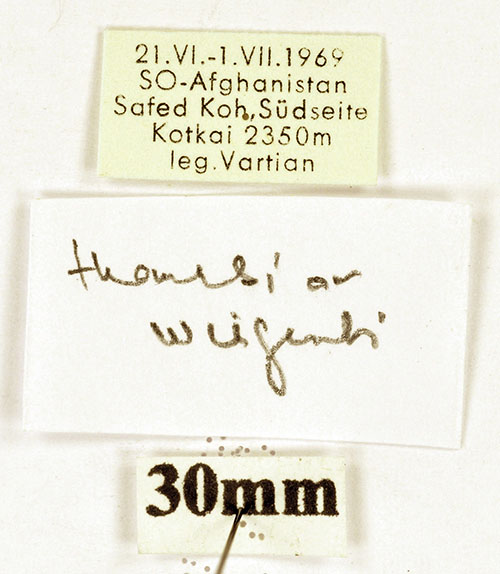 21.VI.-1.VII.1969
SO-Afghanistan
Safed Koh,Südseite
Kotkai 2350m
leg.Vartian
or
30mm